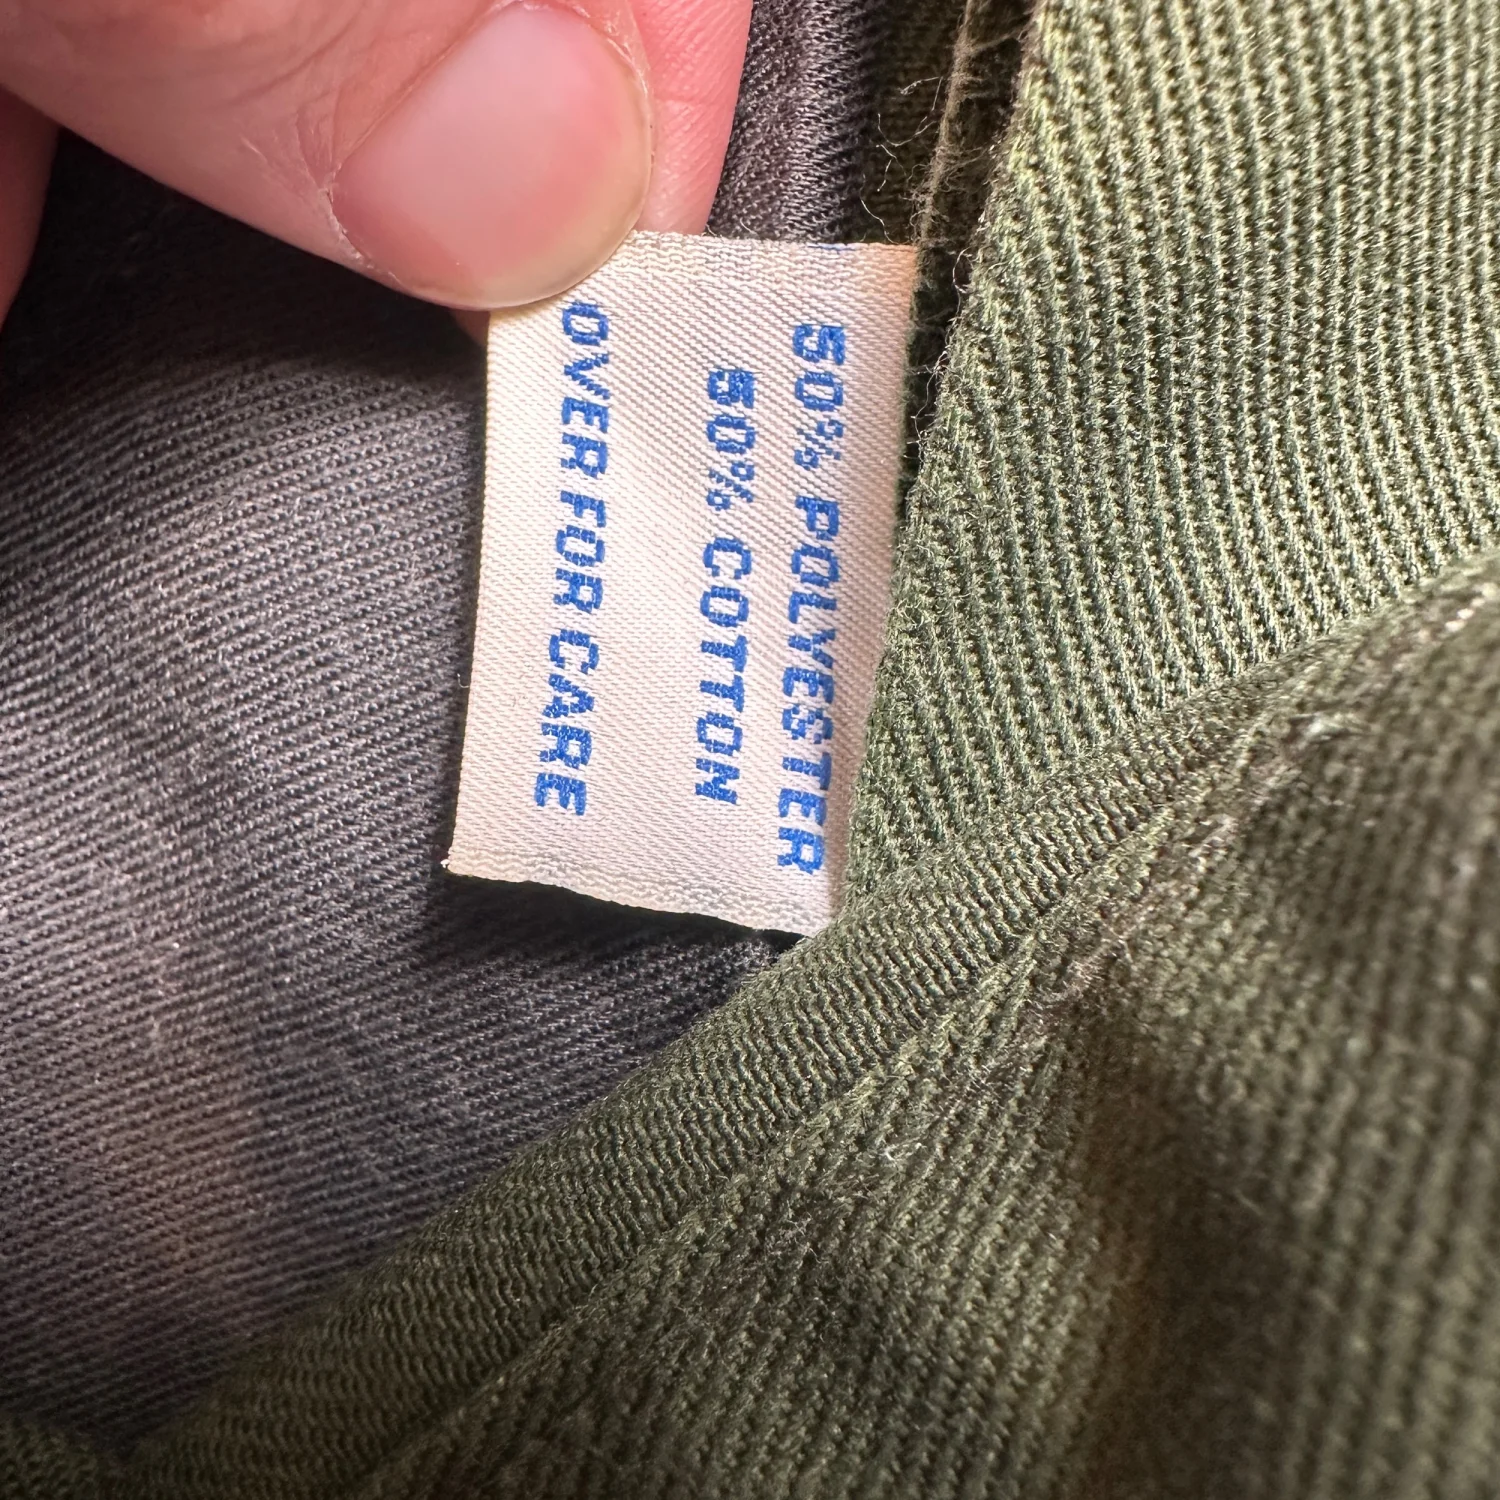 50% POLYESTER
50% COTTON
OVER FOR CARE